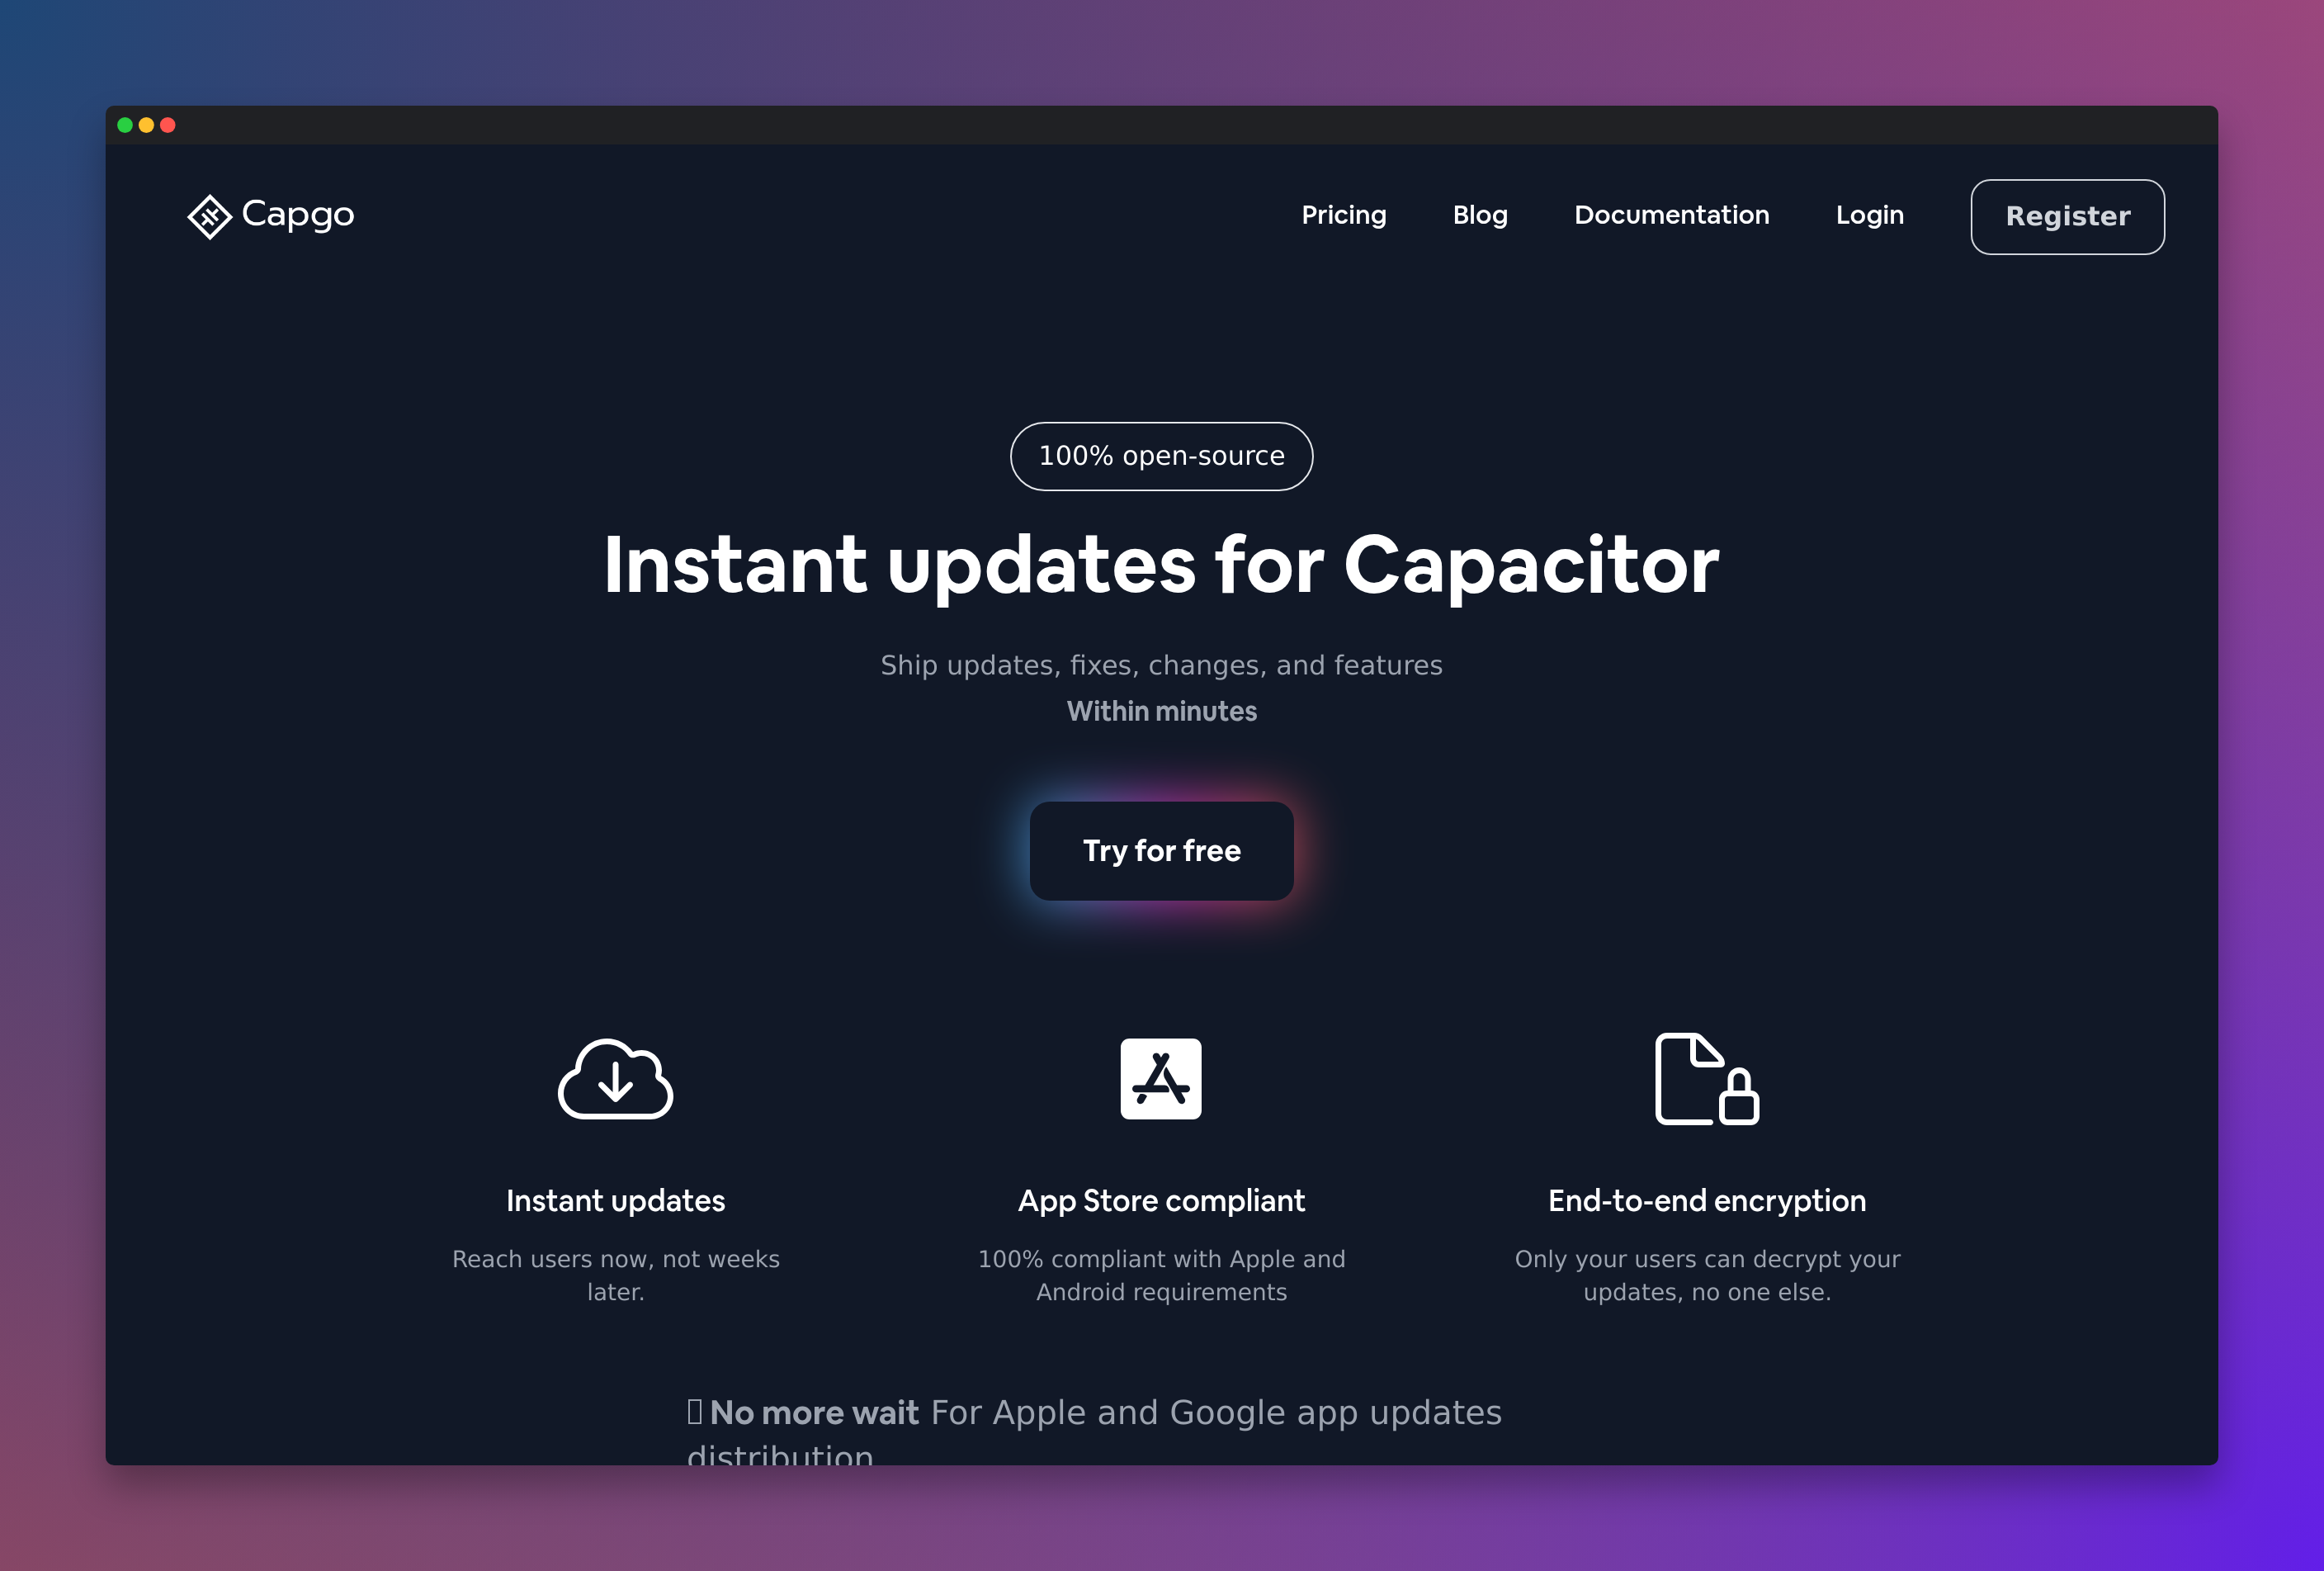 Capgo
Pricing
Blog
Documentation
Login
Register
100% open-source
Instant updates for Capacitor
Ship updates, fixes, changes, and features
Within minutes
Try for free
Instant updates
Reach users now, not weeks
later.
App Store compliant
100% compliant with Apple and
Android requirements
End-to-end encryption
Only your users can decrypt your
updates, no one else.
No more wait For Apple and Google app updates
distribution